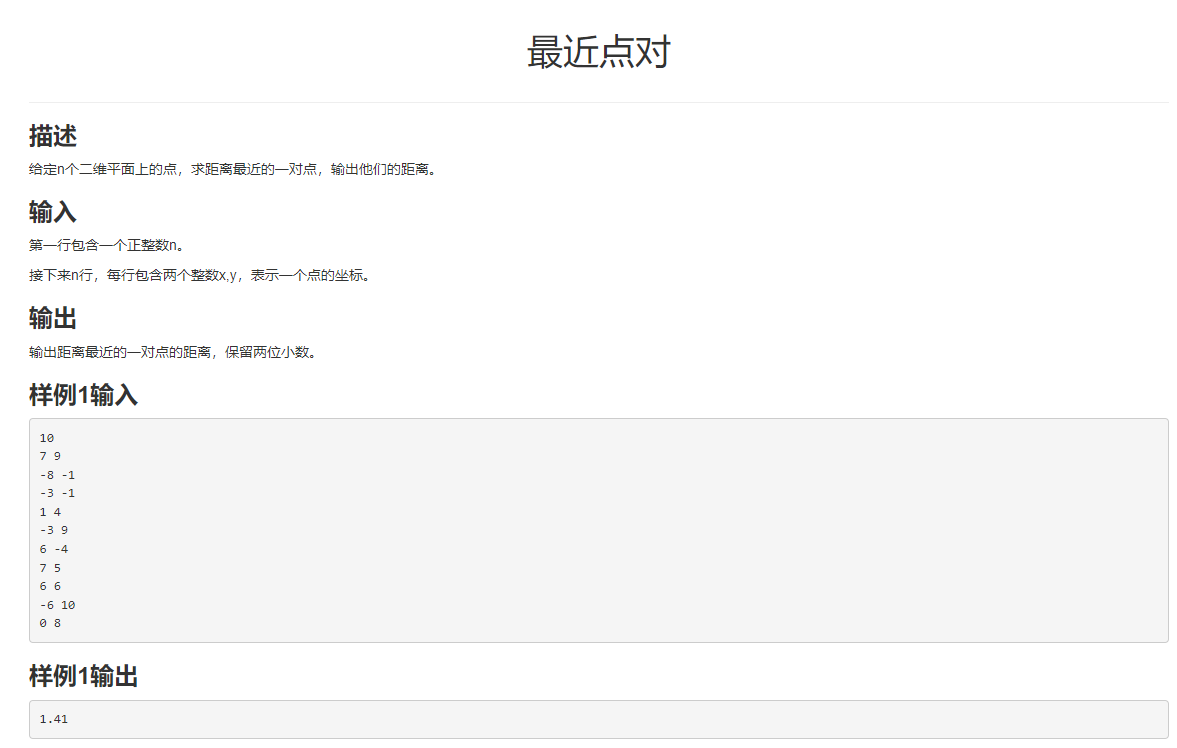 最近点对
描述
给定n个二维平面上的点，求距离最近的一对点，输出他们的距离。
输入
第一行包含一个正整数n。
接下来n行，每行包含两个整数x,y，表示一个点的坐标。
输出
输出距离最近的一对点的距离，保留两位小数。
样例1输入
10
7 9
-8 -1
-3 -1
1 4
-3 9
6 -4
7 5
6 6
-6 10
0 8
样例1输出
1.41